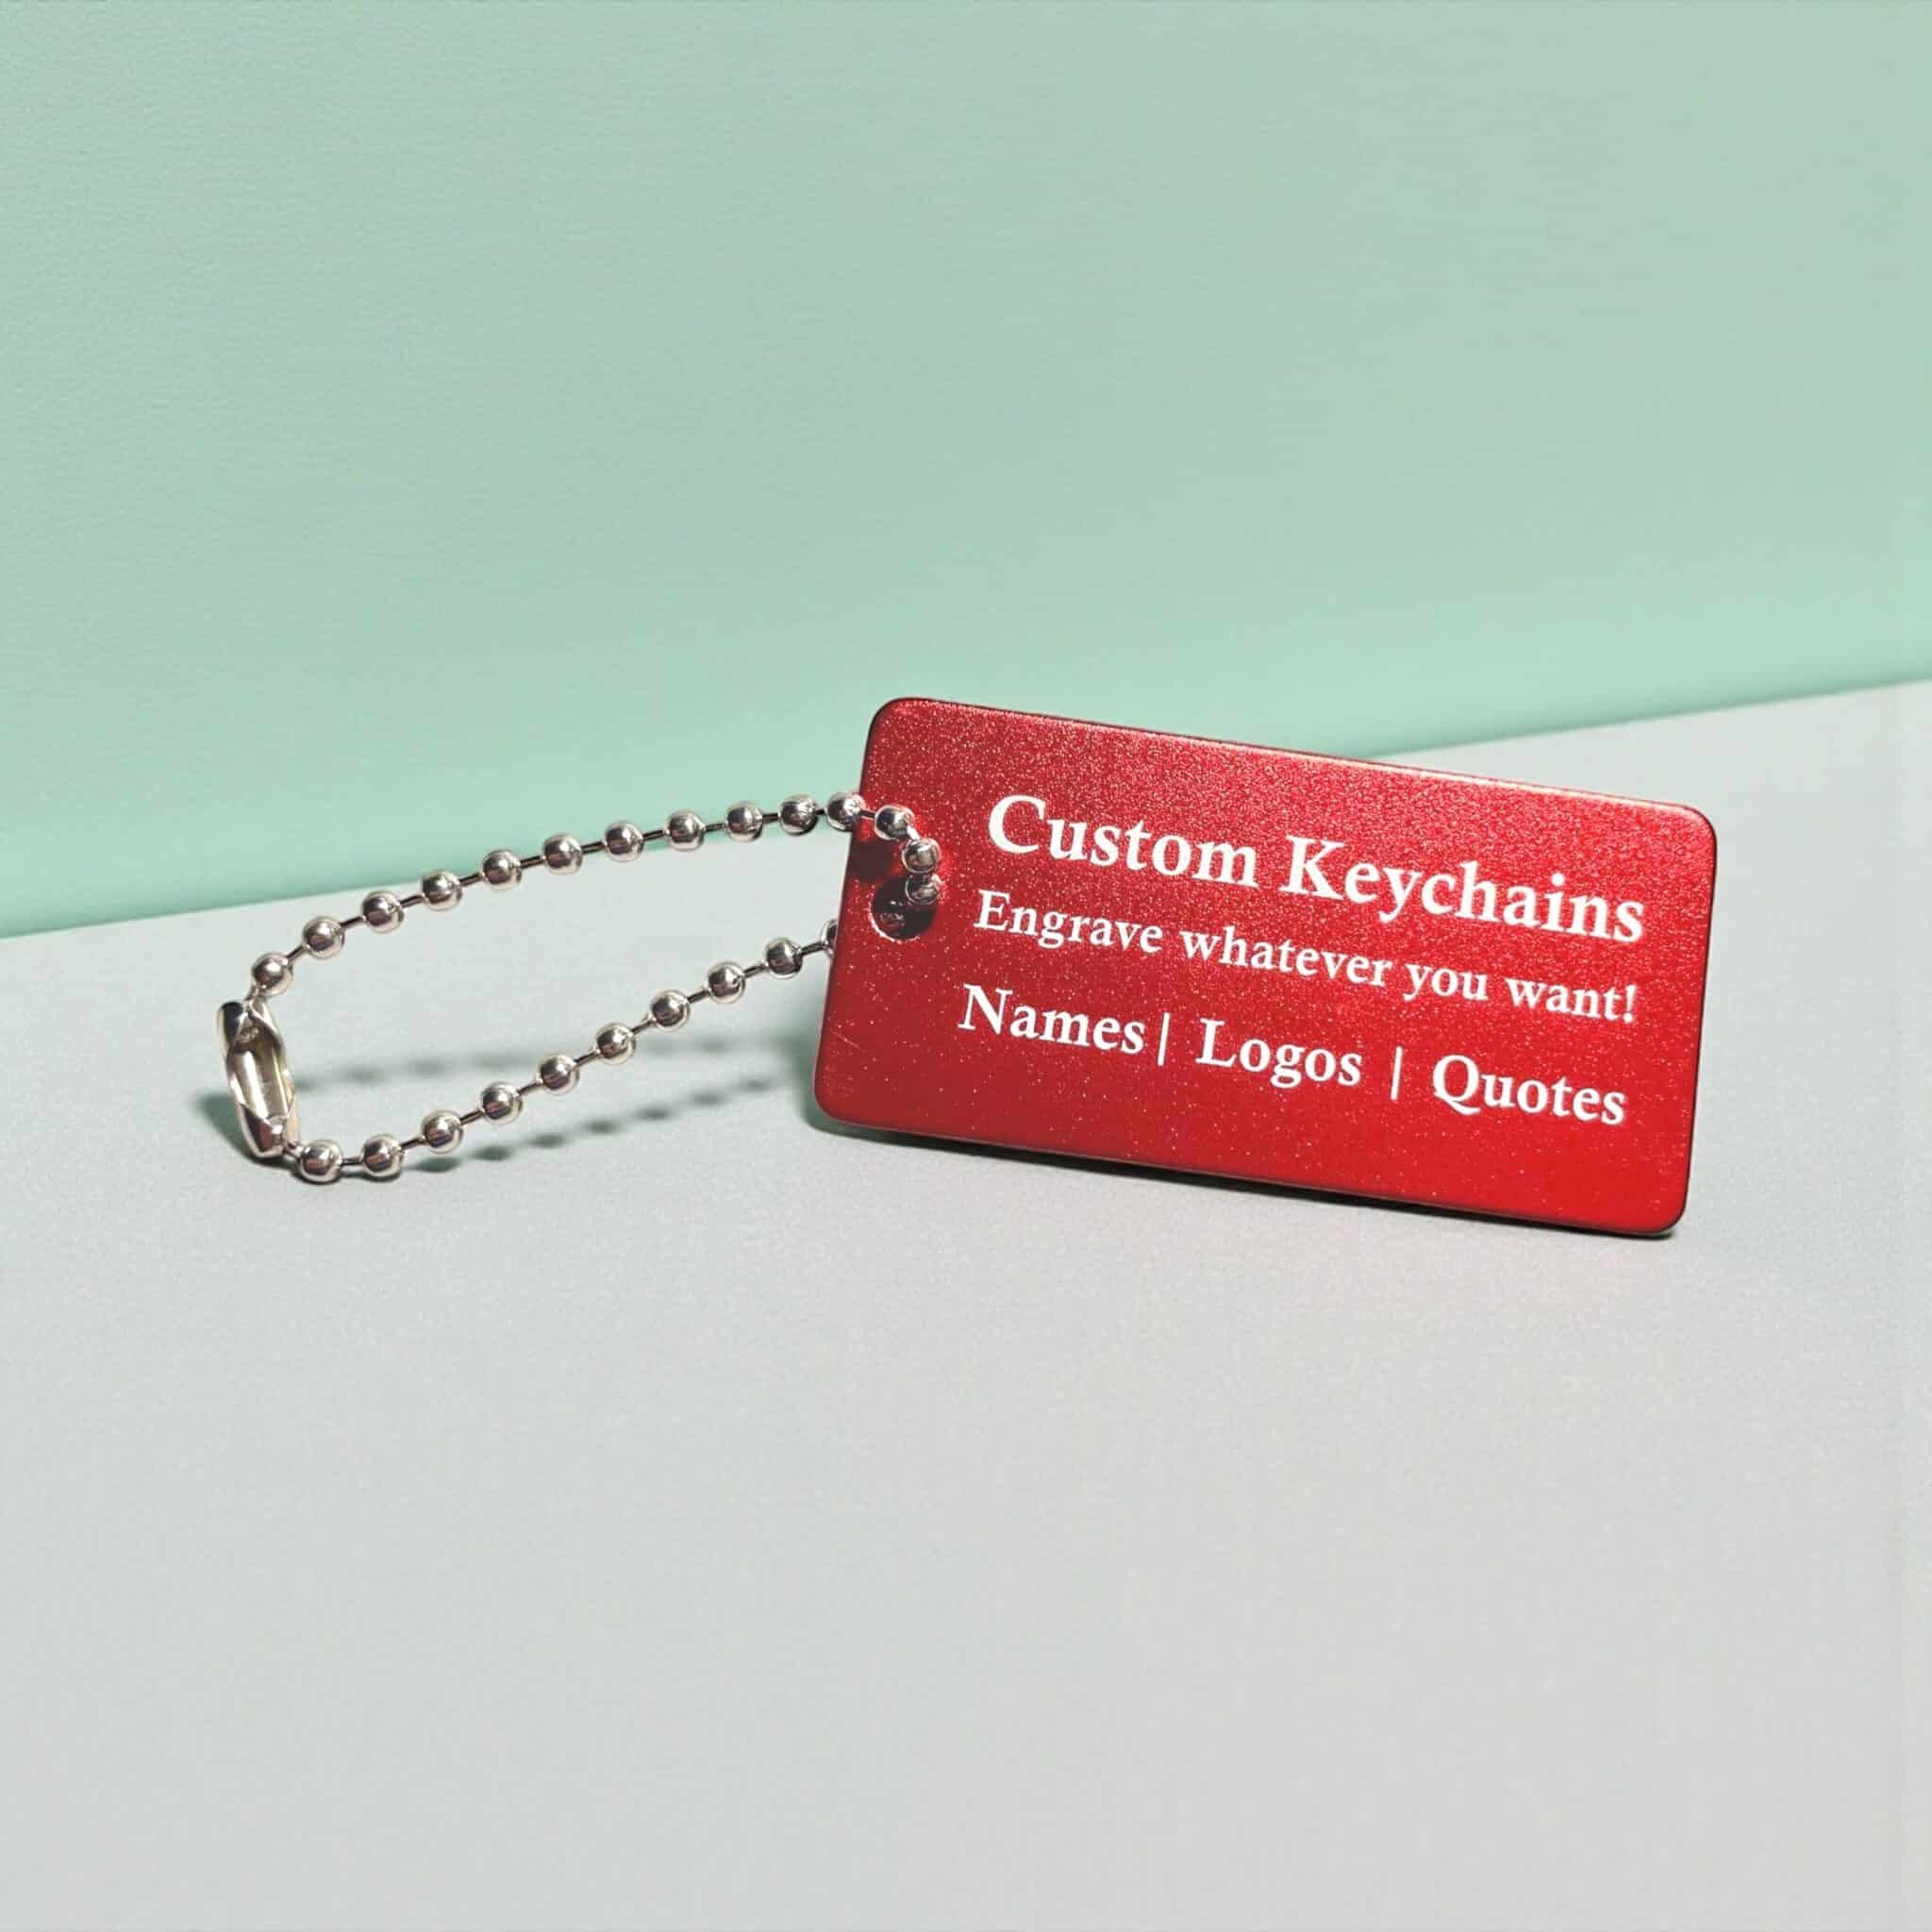 Custom Keychains
Engrave whatever you want!
Names| Logos | Quotes